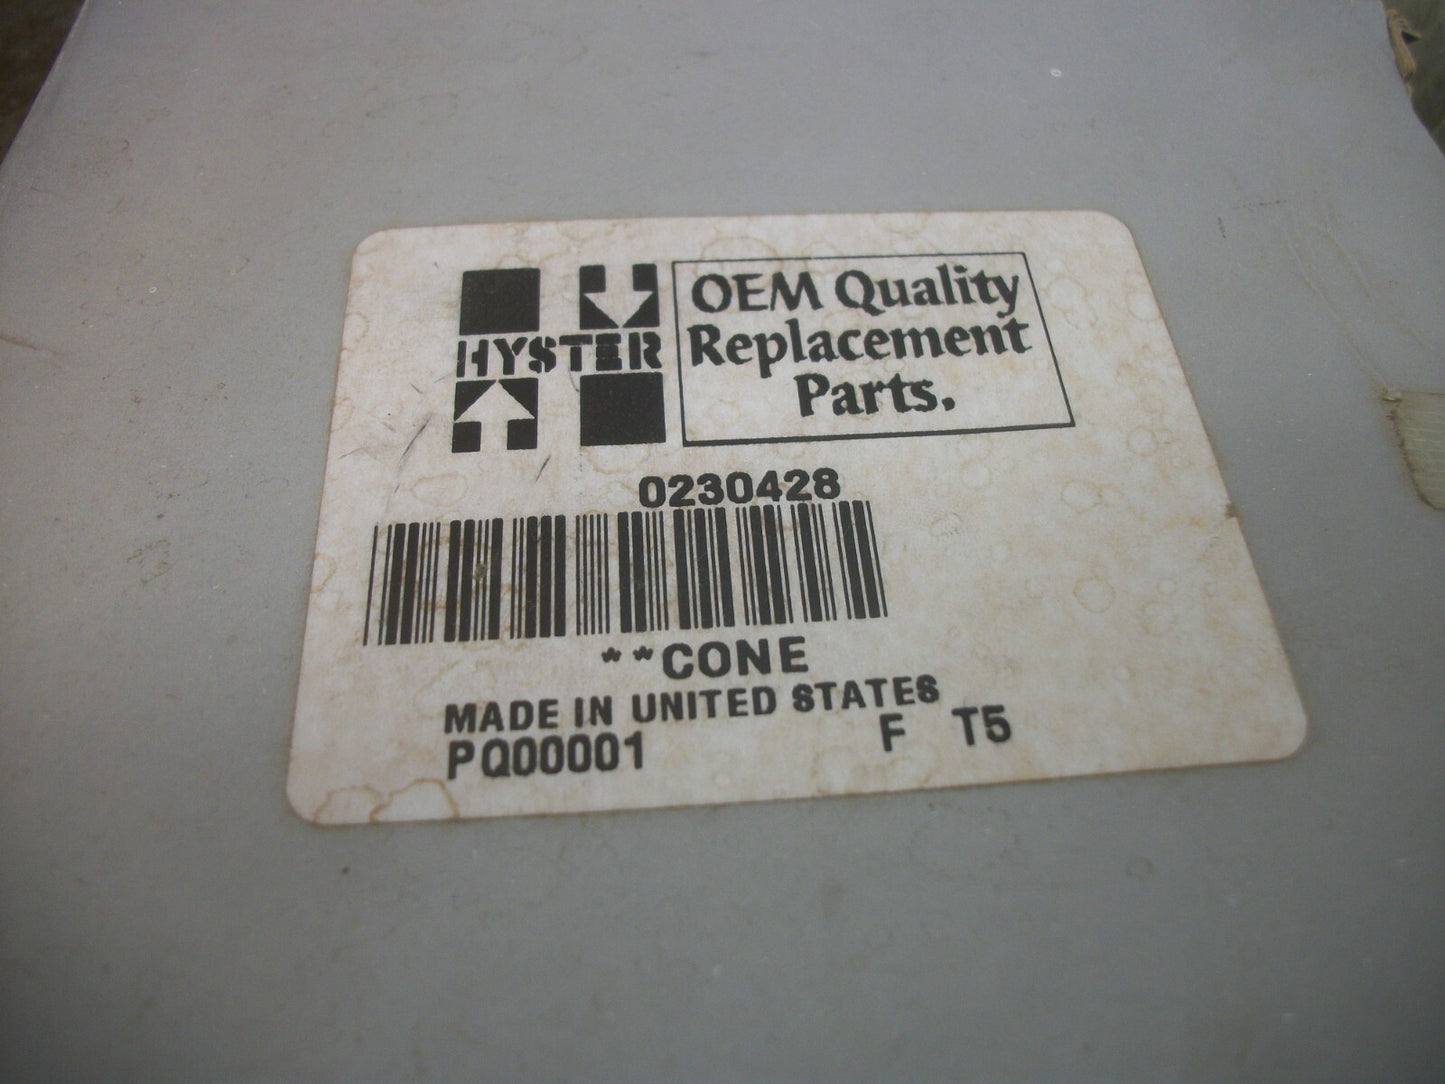 HYSTER
OEM Quality
Replacement
Parts.
0230428
**CONE
MADE IN UNITED STATES
PQ00001 F T5